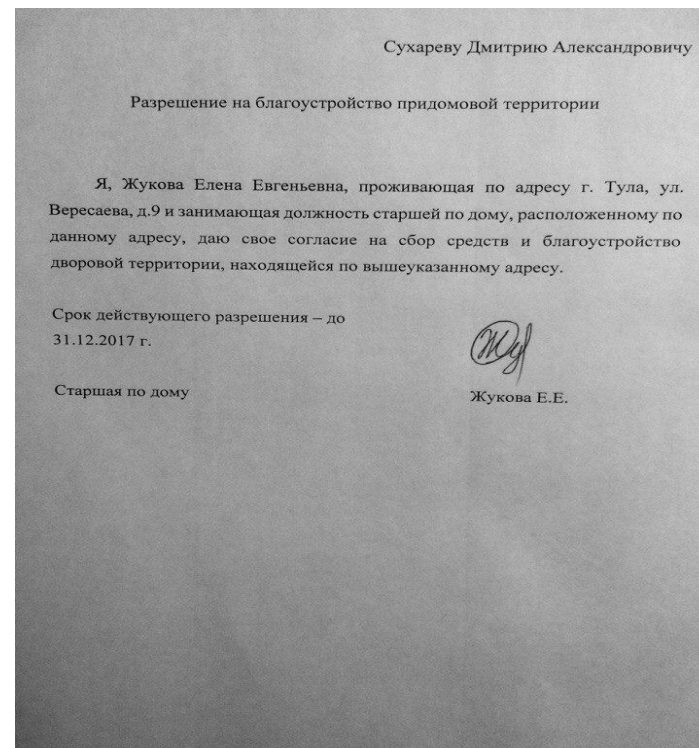 Сухареву Дмитрию Александровичу
Разрешение на благоустройство придомовой территории
Я, Жукова Елена Евгеньевна, проживающая по адресу г. Тула, ул.
Вересаева, д.9 и занимающая должность старшей по дому, расположенному по
данному адресу, даю свое согласие на сбор средств и благоустройство
дворовой территории, находящейся по вышеуказанному адресу.
Срок действующего разрешения – до
31.12.2017 г.
Старшая по дому
Жукова Е.Е.